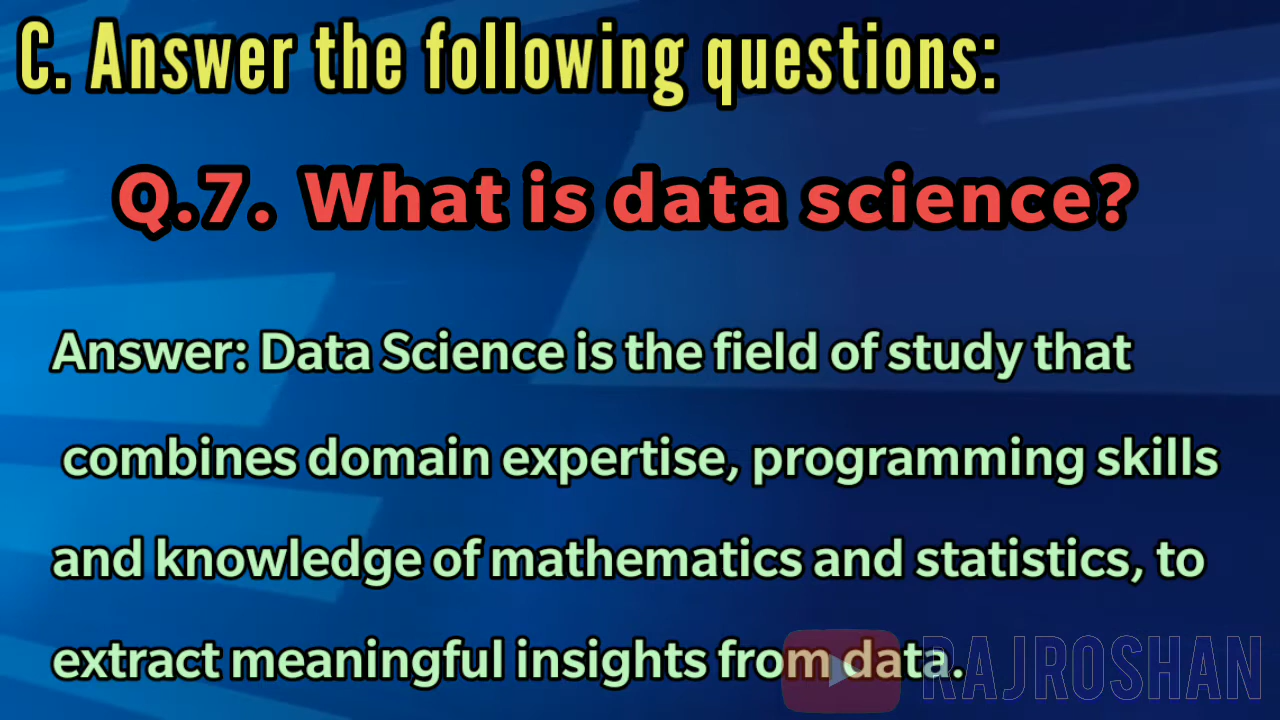 C. Answer the following questions:
Q.7. What is data science?
Answer: Data Science is the field of study that
combines domain expertise, programming skills
and knowledge of mathematics and statistics, to
extract meaningful insights from data.
RAJROSHAN